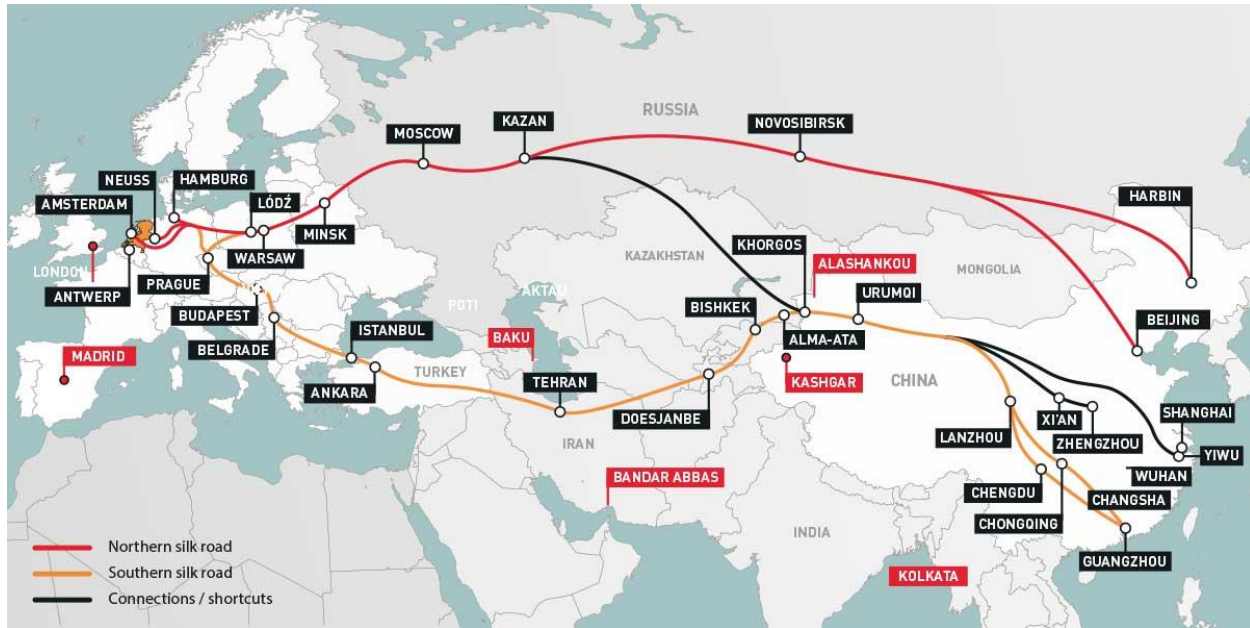 RUSSIA
KAZAN
NOVOSIBIRSK
MOSCOW
NEUSS
HAMBURG
AMSTERDAM
LÓDŹ
HARBIN
MINSK
KHORGOS
WARSAW
KAZAKHSTAN
ALASHANKOU
MONGOLIA
LONDON
PRAGUE
ANTWERP
AKTAU
URUMQI
POTI
BISHKEK
BUDAPEST
BEIJING
ISTANBUL
BAKU
ALMA-ATA
BELGRADE
MADRID
TURKEY
KASHGAR
CHINA
TEHRAN
ANKARA
DOESJANBE
SHANGHAI
XI'AN
LANZHOU
ZHENGZHOU
IRAN
YIWU
WUHAN
BANDAR ABBAS
CHENGDU
CHANGSHA
CHONGQING
INDIA
GUANGZHOU
KOLKATA
Northern silk road
Southern silk road
Connections / shortcuts